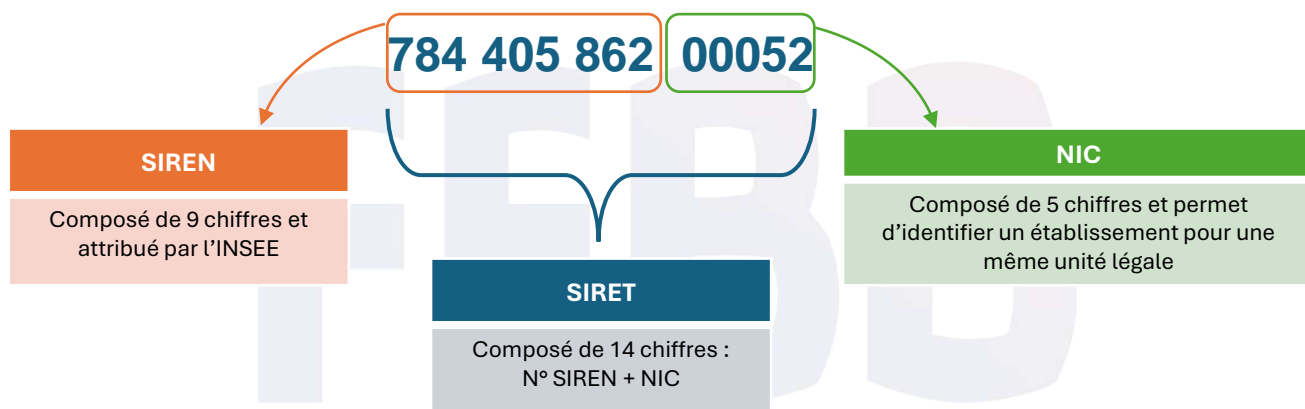 784 405 862 00052
SIREN
Composé de 9 chiffres et
attribué par l’INSEE
SIRET
Composé de 14 chiffres :
N° SIREN + NIC
NIC
Composé de 5 chiffres et permet
d’identifier un établissement pour une
même unité légale